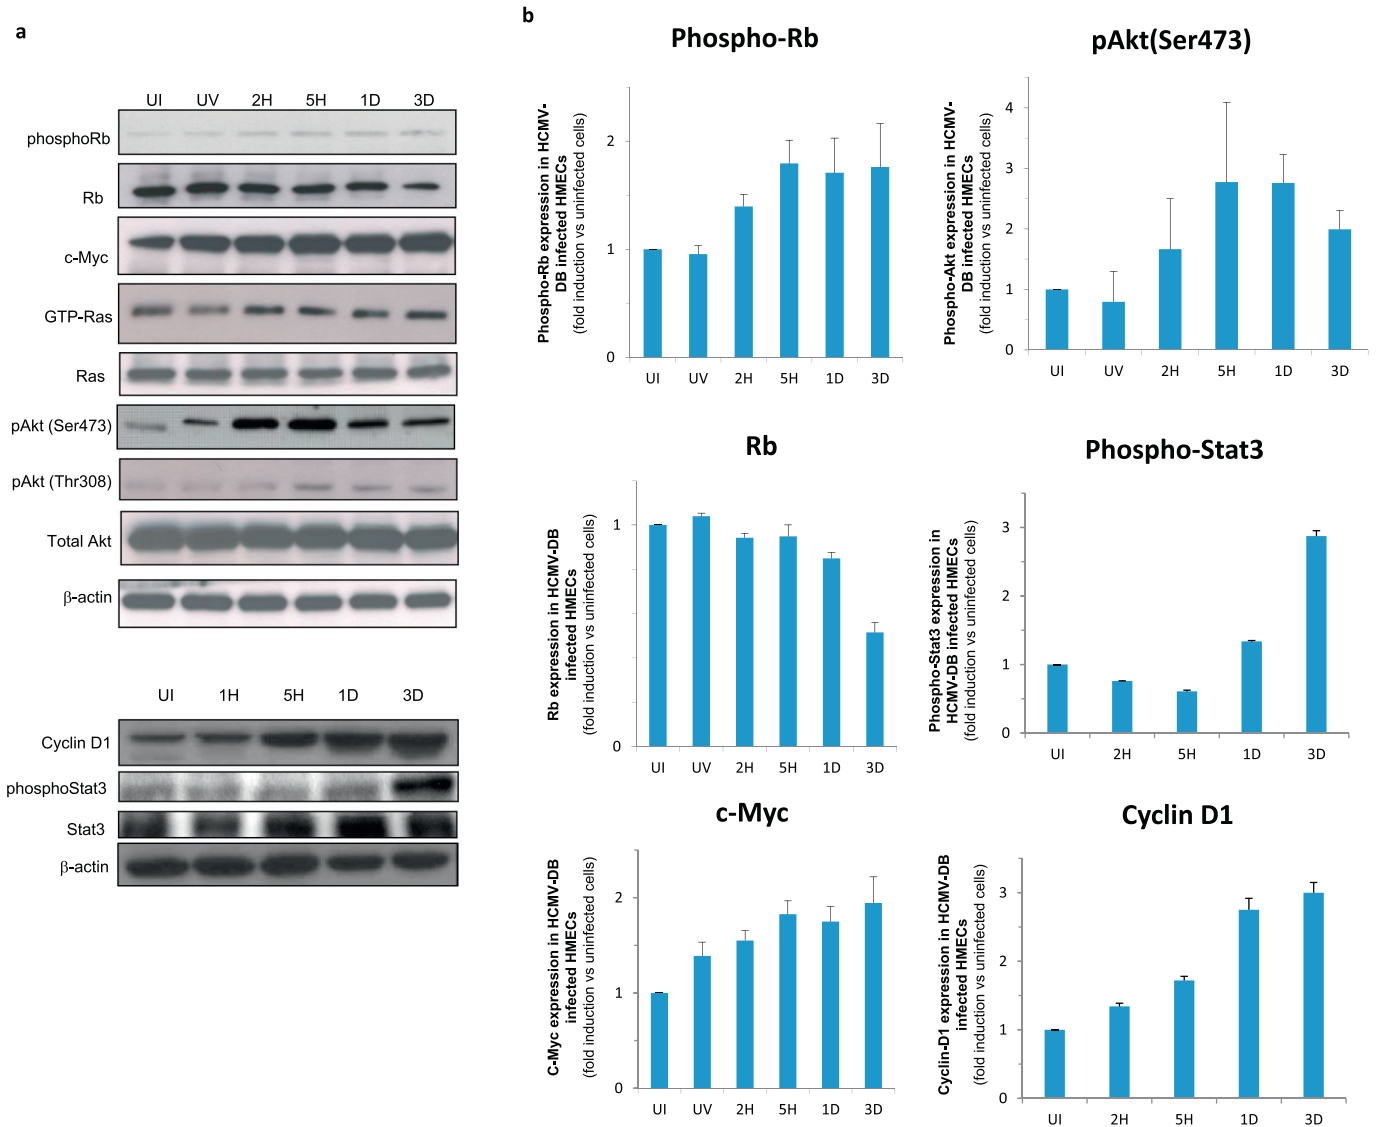 a
UI UV 2H 5H 1D 3D
phosphoRb
Rb
c-Myc
GTP-Ras
Ras
pAkt (Ser473)
pAkt (Thr308)
Total Akt
β-actin
UI 1H 5H 1D 3D
Cyclin D1
phosphoStat3
Stat3
β-actin
b
Phospho-Rb
Phospho-Rb expression in HCMV-
DB infected HMECs
(fold induction vs uninfected cells)
2
1
0
UI UV 2H 5H 1D 3D
pAkt(Ser473)
Phospho-Akt expression in HCMV-
DB infected HMECs
(fold induction vs uninfected cells)
4
3
2
1
0
UI UV 2H 5H 1D 3D
Rb
Rb expression in HCMV-DB
infected HMECs
(fold induction vs uninfected cells)
1
0
UI UV 2H 5H 1D 3D
Phospho-Stat3
Phospho-Stat3 expression in
HCMV-DB infected HMECs
(fold induction vs uninfected cells)
3
2
1
0
UI 2H 5H 1D 3D
c-Myc
C-Myc expression in HCMV-DB
infected HMECs
(fold induction vs uninfected cells)
2
1
0
UI UV 2H 5H 1D 3D
Cyclin D1
Cyclin-D1 expression in HCMV-DB
infected HMECs
(fold induction vs uninfected cells)
3
2
1
0
UI 2H 5H 1D 3D